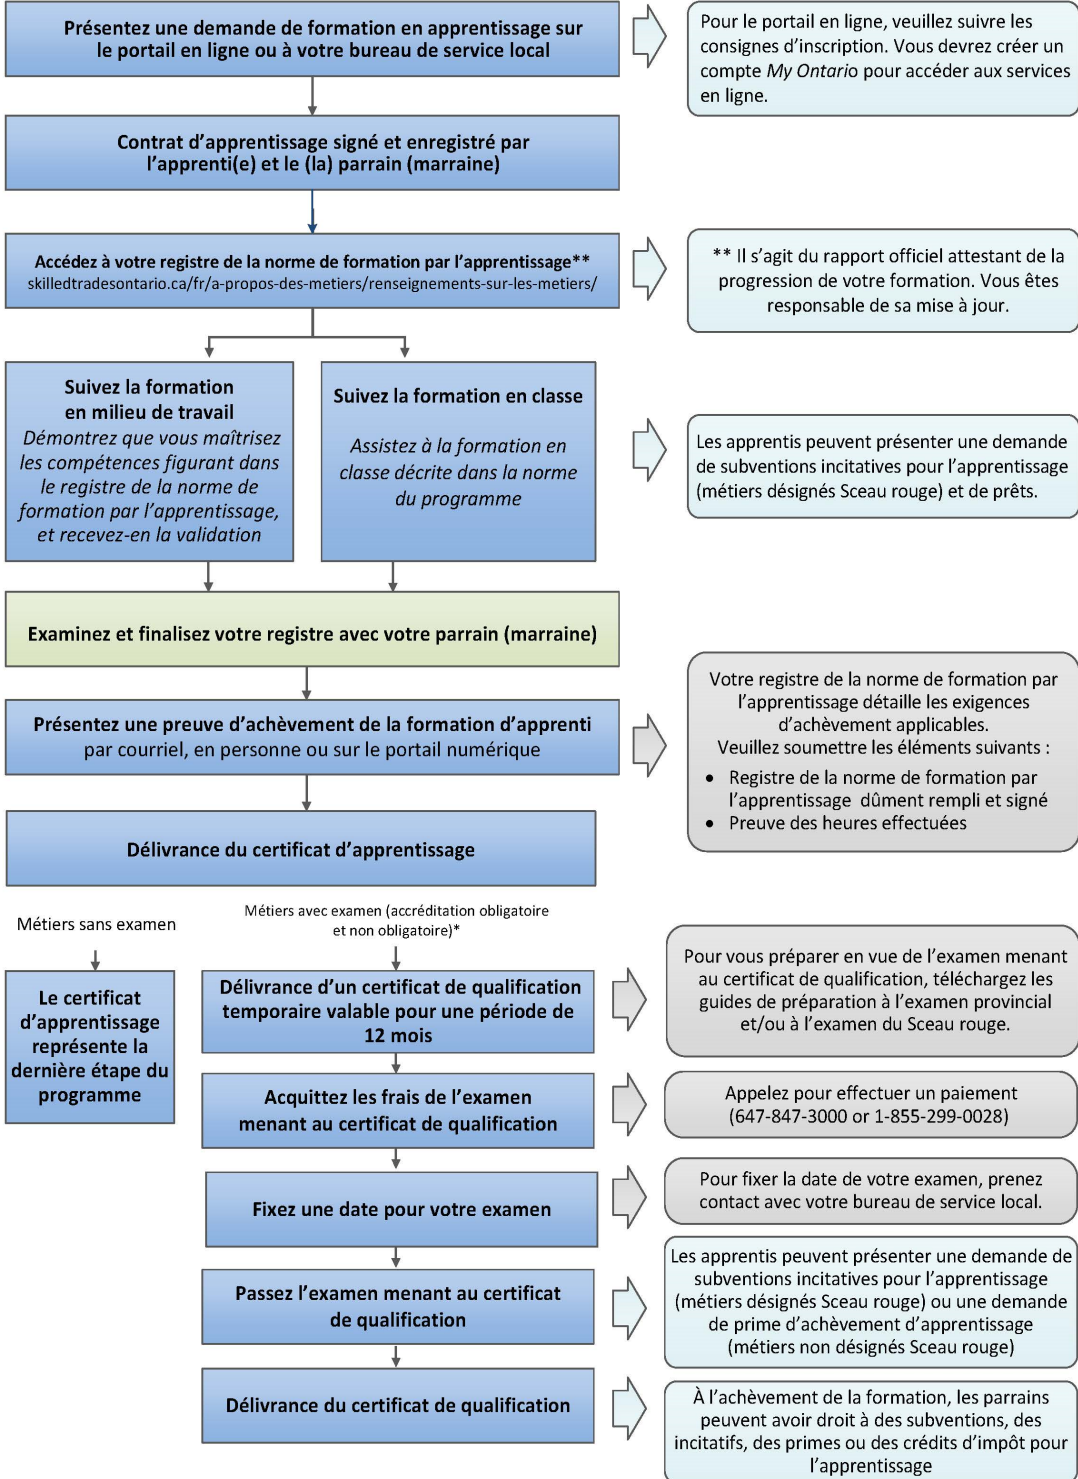 Présentez une demande de formation en apprentissage sur
le portail en ligne ou à votre bureau de service local
Pour le portail en ligne, veuillez suivre les
consignes d'inscription. Vous devrez créer un
compte My Ontario pour accéder aux services
en ligne.
Contrat d'apprentissage signé et enregistré par
l'apprenti(e) et le (la) parrain (marraine)
Accédez à votre registre de la norme de formation par l'apprentissage**
skilledtradesontario.ca/fr/a-propos-des-metiers/renseignements-sur-les-metiers/
** Il s'agit du rapport officiel attestant de la
progression de votre formation. Vous êtes
responsable de sa mise à jour.
Suivez la formation
en milieu de travail
Démontrez que vous maîtrisez
les compétences figurant dans
le registre de la norme de
formation par l'apprentissage,
et recevez-en la validation
Suivez la formation en classe
Assistez à la formation en
classe décrite dans la norme
du programme
Les apprentis peuvent présenter une demande
de subventions incitatives pour l'apprentissage
(métiers désignés Sceau rouge) et de prêts.
Examinez et finalisez votre registre avec votre parrain (marraine)
Présentez une preuve d'achèvement de la formation d'apprenti
par courriel, en personne ou sur le portail numérique
Votre registre de la norme de formation par
l'apprentissage détaille les exigences
d'achèvement applicables.
Veuillez soumettre les éléments suivants :
• Registre de la norme de formation par
l'apprentissage dûment rempli et signé
• Preuve des heures effectuées
Délivrance du certificat d'apprentissage
Métiers sans examen
Le certificat
d'apprentissage
représente la
dernière étape du
programme
Métiers avec examen (accréditation obligatoire
et non obligatoire)*
Délivrance d'un certificat de qualification
temporaire valable pour une période de
12 mois
Pour vous préparer en vue de l'examen menant
au certificat de qualification, téléchargez les
guides de préparation à l'examen provincial
et/ou à l'examen du Sceau rouge.
Acquittez les frais de l'examen
menant au certificat de qualification
Appelez pour effectuer un paiement
(647-847-3000 or 1-855-299-0028)
Fixez une date pour votre examen
Pour fixer la date de votre examen, prenez
contact avec votre bureau de service local.
Passez l'examen menant au certificat
de qualification
Les apprentis peuvent présenter une demande de
subventions incitatives pour l'apprentissage
(métiers désignés Sceau rouge) ou une demande
de prime d'achèvement d'apprentissage
(métiers non désignés Sceau rouge)
Délivrance du certificat de qualification
À l'achèvement de la formation, les parrains
peuvent avoir droit à des subventions, des
incitatifs, des primes ou des crédits d'impôt pour
l'apprentissage